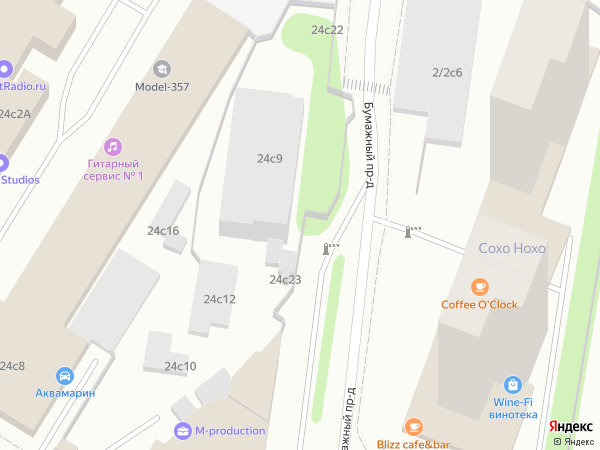 24с22
2/2с6
Model-357
tRadio.ru
24с2А
Бумажный пр-д
24с9
Гитарный
сервис № 1
Studios
24с16
Сохо Нохо
24с23
Coffee O'Clock
24с12
24с10
24с8
Аквамарин
Wine-Fi
винотека
M-production
мажный пр-д
Blizz cafe&bar
Яндекс
© Яндекс